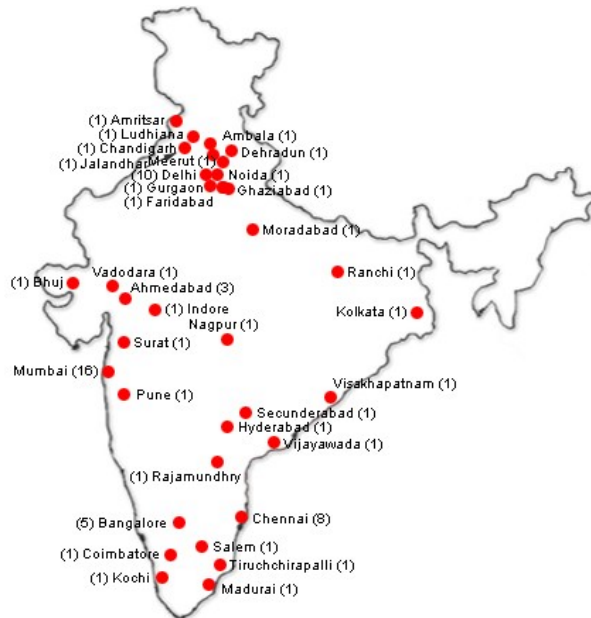 (1) Amritsar
(1) Ludhiana
Ambala (1)
(1) Chandigarh
Dehradun (1)
(1) Jalandhar
Meerut (1)
(10) Delhi
Noida (1)
(1) Gurgaon
Ghaziabad (1)
(1) Faridabad
Moradabad (1)
Vadodara (1)
Ranchi (1)
(1) Bhuj
Ahmedabad (3)
(1) Indore
Kolkata (1)
Nagpur (1)
Surat (1)
Mumbai (16)
Visakhapatnam (1)
Pune (1)
Secunderabad (1)
Hyderabad (1)
Vijayawada (1)
(1) Rajamundhry
Chennai (8)
(5) Bangalore
Salem (1)
(1) Coimbatore
Tiruchchirapalli (1)
(1) Kochi
Madurai (1)